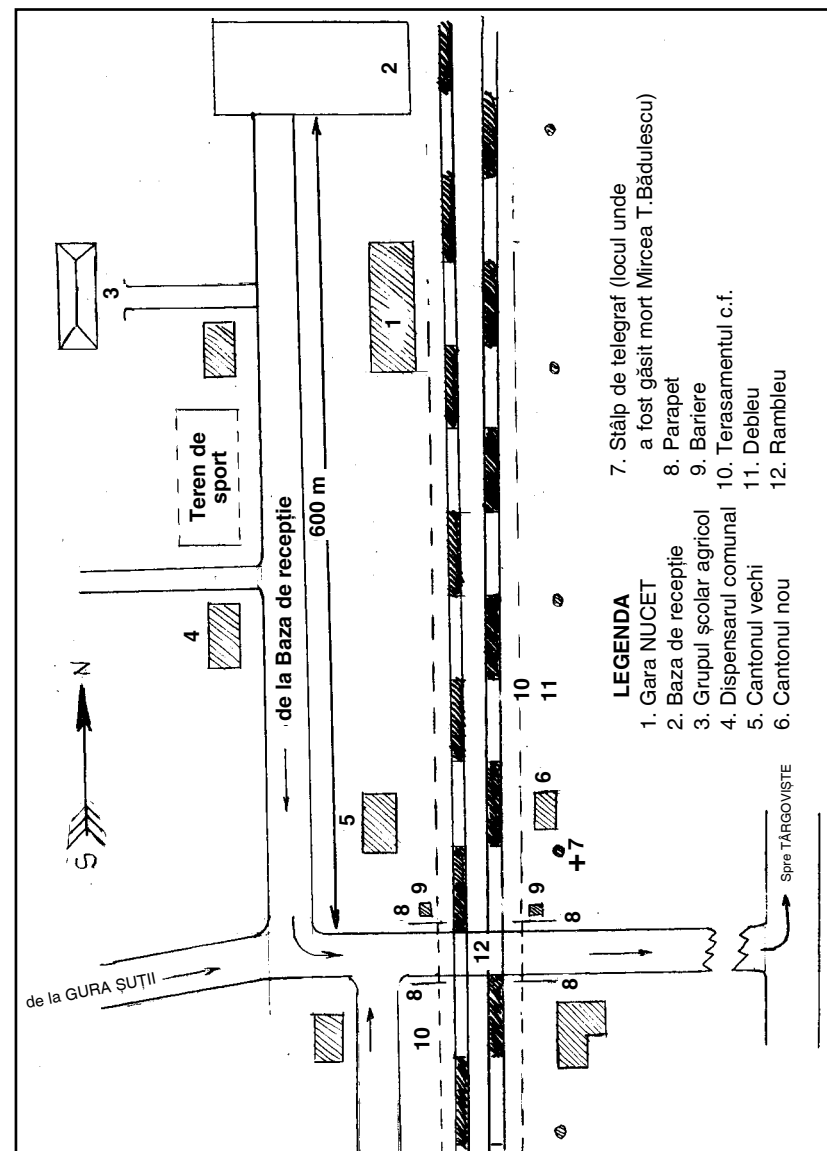 2
3
1
Teren de
sport
600 m
de la Baza de recepție
4
N
S
5
10
11
6
+7
9
8
9
8
12
8
8
10
de la GURA ȘUȚII
Spre TÂRGOVIȘTE
LEGENDA
1. Gara NUCET
2. Baza de recepție
3. Grupul școlar agricol
4. Dispensarul comunal
5. Cantonul vechi
6. Cantonul nou
7. Stâlp de telegraf (locul unde
a fost găsit mort Mircea T.Bădulescu)
8. Parapet
9. Bariere
10. Terasamentul c.f.
11. Debleu
12. Rambleu